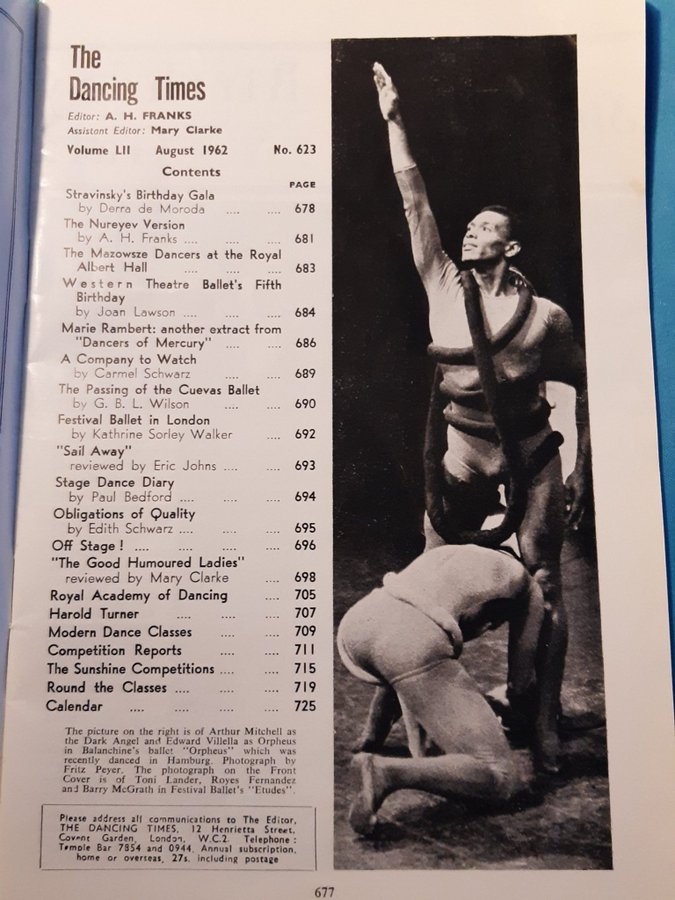 The
Dancing Times
Editor: A. H. FRANKS
Assistant Editor: Mary Clarke
Volume LII August 1962 No. 623
Contents
PAGE
Stravinsky's Birthday Gala
by Derra de Moroda .... .... 678
The Nureyev Version
by A. H. Franks .... .... .... 681
The Mazowsze Dancers at the Royal
Albert Hall .... .... .... 683
Western Theatre Ballet's Fifth
Birthday
by Joan Lawson .... .... .... 684
Marie Rambert: another extract from
"Dancers of Mercury" .... .... 686
A Company to Watch
by Carmel Schwarz .... .... 689
The Passing of the Cuevas Ballet
by G. B. L. Wilson .... .... 690
Festival Ballet in London
by Kathrine Sorley Walker .... 692
"Sail Away"
reviewed by Eric Johns .... .... 693
Stage Dance Diary
by Paul Bedford .... .... .... 694
Obligations of Quality
by Edith Schwarz .... .... .... 695
Off Stage! .... .... .... .... 696
"The Good Humoured Ladies"
reviewed by Mary Clarke .... 698
Royal Academy of Dancing .... 705
Harold Turner .... .... .... 707
Modern Dance Classes .... .... 709
Competition Reports .... .... 711
The Sunshine Competitions .... .... 715
Round the Classes .... .... .... 719
Calendar .... .... .... .... 725
The picture on the right is of Arthur Mitchell as
the Dark Angel and Edward Villella as Orpheus
in Balanchine's ballet "Orpheus" which was
recently danced in Hamburg. Photograph by
Fritz Peyer. The photograph on the Front
Cover is of Toni Lander, Royes Fernandez
and Barry McGrath in Festival Ballet's "Etudes".
Please address all communications to The Editor,
THE DANCING TIMES, 12 Henrietta Street,
Covent Garden, London, W.C.2. Telephone:
Temple Bar 7854 and 0944. Annual subscription,
home or overseas, 27s. including postage
677